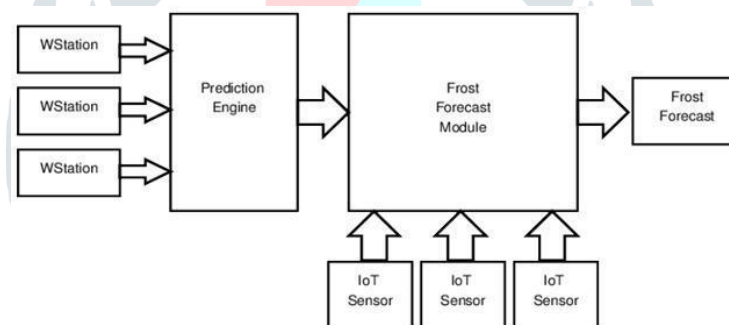 WStation
WStation
WStation
Prediction
Engine
Frost
Forecast
Module
Frost
Forecast
IoT
Sensor
IoT
Sensor
IoT
Sensor